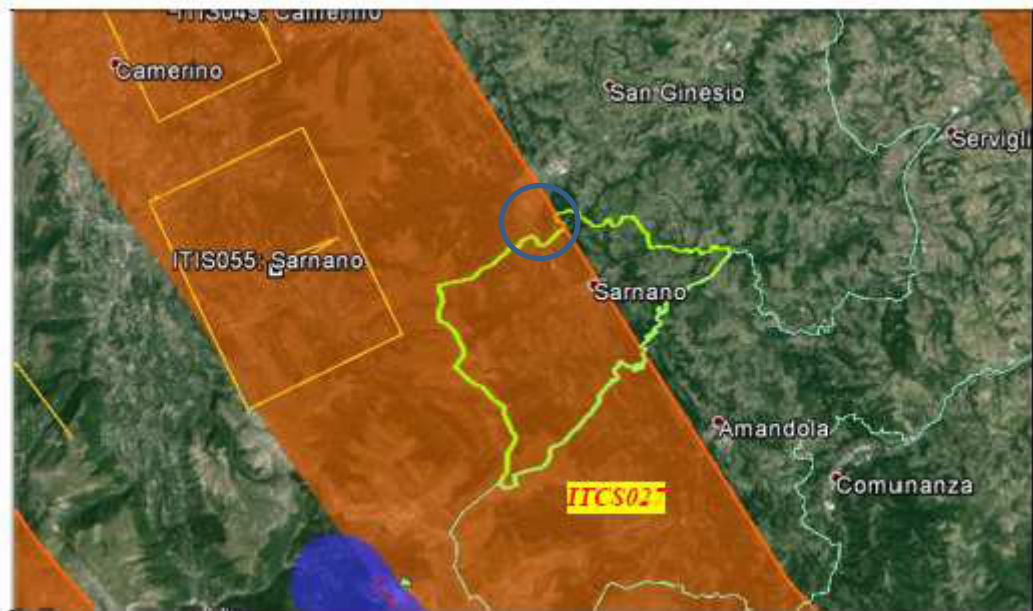 ITIS049: Camerino
Camerino
San Ginesio
Servigli
ITIS055: Sarnano
Sarnano
Amandola
Comunanza
ITCS027